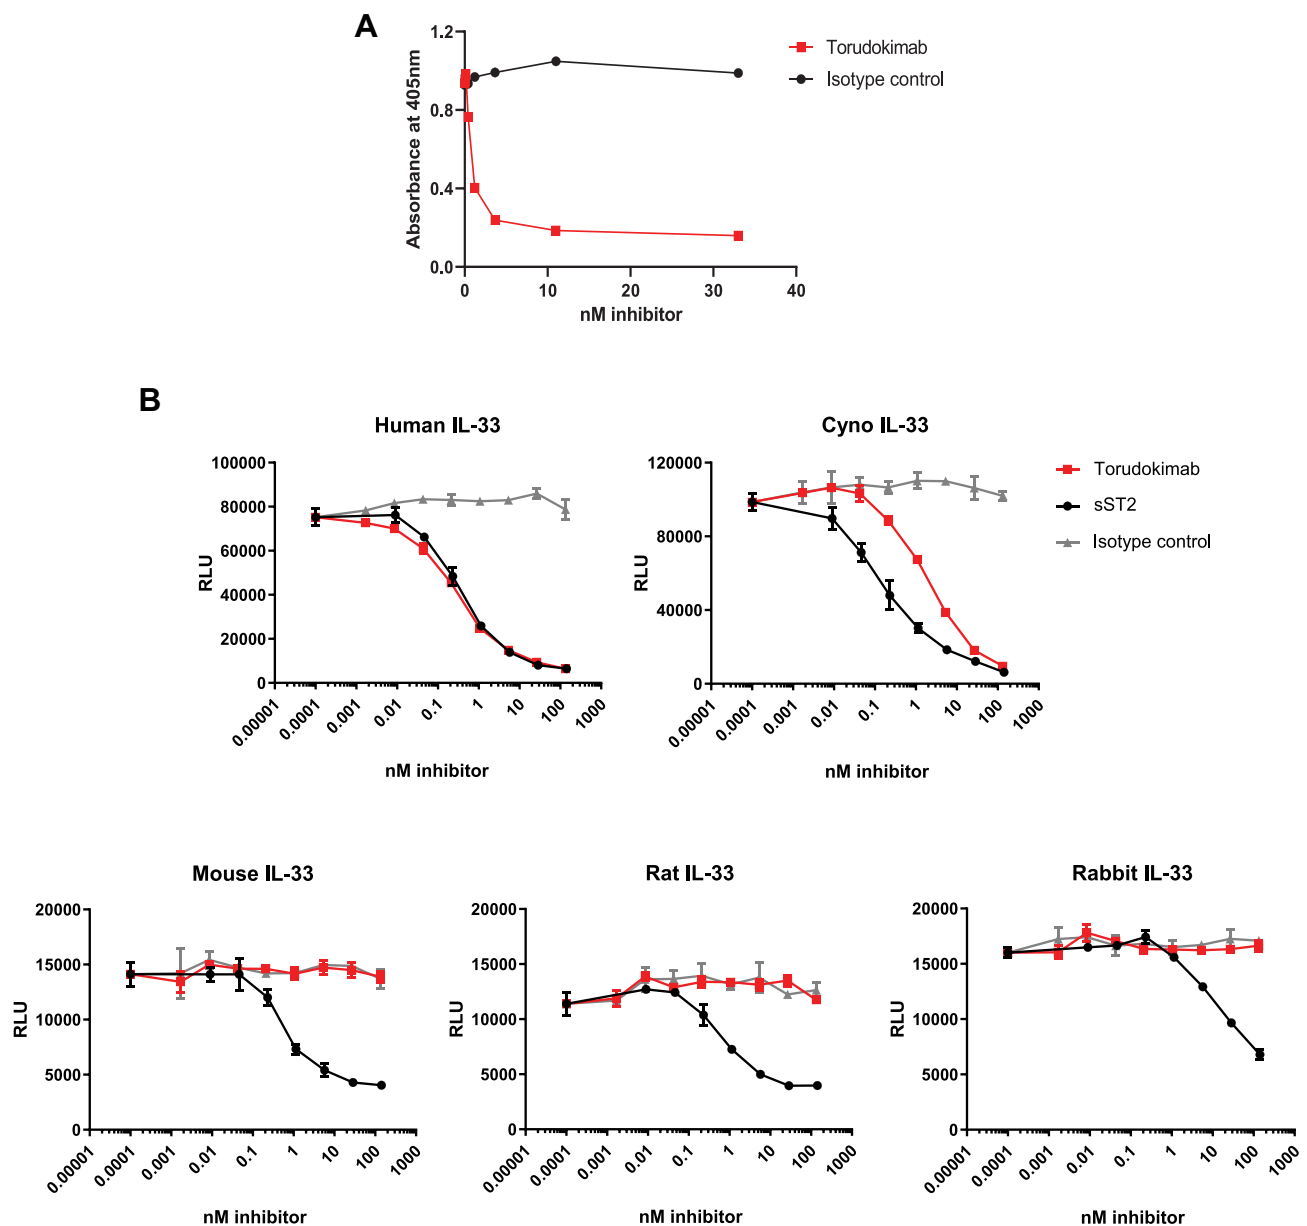 A
1.2
0.8
0.4
0.0
Absorbance at 405nm
0 10 20 30 40
nM inhibitor
Torudokimab
Isotype control
B
Human IL-33
100000
80000
60000
40000
20000
0
RLU
0.00001 0.0001 0.001 0.01 0.1 1 10 100 1000
nM inhibitor
Cyno IL-33
120000
80000
40000
0
RLU
0.00001 0.0001 0.001 0.01 0.1 1 10 100 1000
nM inhibitor
Torudokimab
sST2
Isotype control
Mouse IL-33
20000
15000
10000
5000
0
RLU
0.00001 0.0001 0.001 0.01 0.1 1 10 100 1000
nM inhibitor
Rat IL-33
20000
15000
10000
5000
0
RLU
0.00001 0.0001 0.001 0.01 0.1 1 10 100 1000
nM inhibitor
Rabbit IL-33
20000
15000
10000
5000
0
RLU
0.00001 0.0001 0.001 0.01 0.1 1 10 100 1000
nM inhibitor